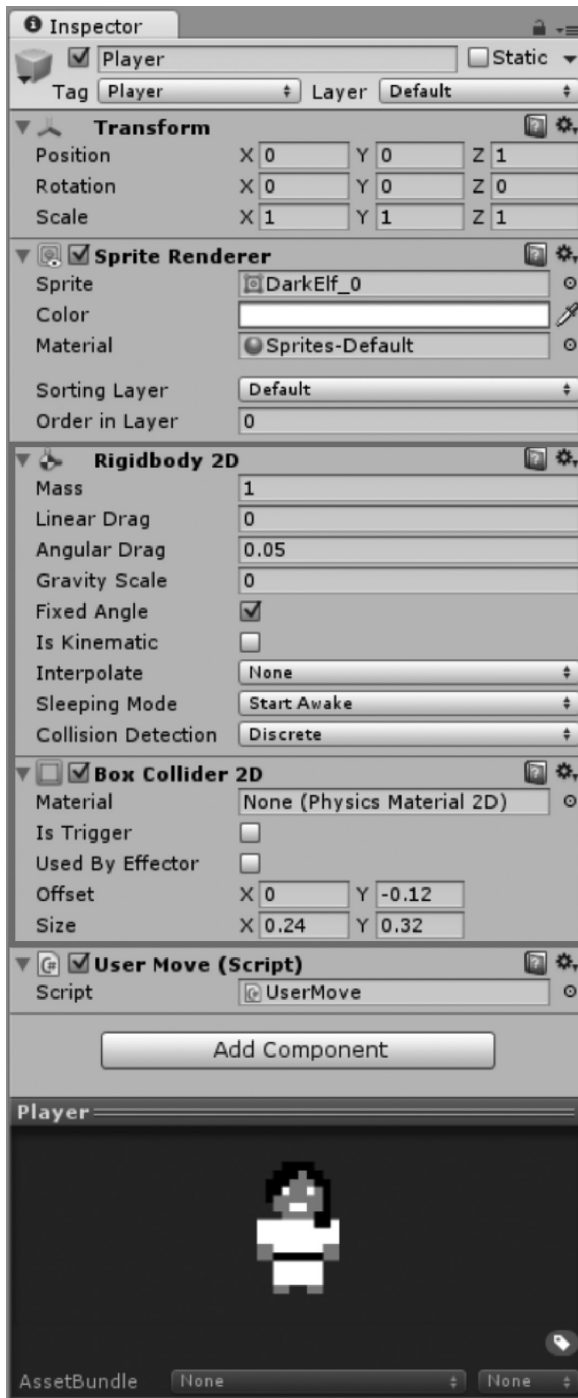 Inspector
Player Static
Tag Player Layer Default
Transform
Position X 0 Y 0 Z 1
Rotation X 0 Y 0 Z 0
Scale X 1 Y 1 Z 1
Sprite Renderer
Sprite DarkElf_0
Color
Material Sprites-Default
Sorting Layer Default
Order in Layer 0
Rigidbody 2D
Mass 1
Linear Drag 0
Angular Drag 0.05
Gravity Scale 0
Fixed Angle
Is Kinematic
Interpolate None
Sleeping Mode Start Awake
Collision Detection Discrete
Box Collider 2D
Material None (Physics Material 2D)
Is Trigger
Used By Effector
Offset X 0 Y -0.12
Size X 0.24 Y 0.32
User Move (Script)
Script UserMove
Add Component
Player
AssetBundle None None